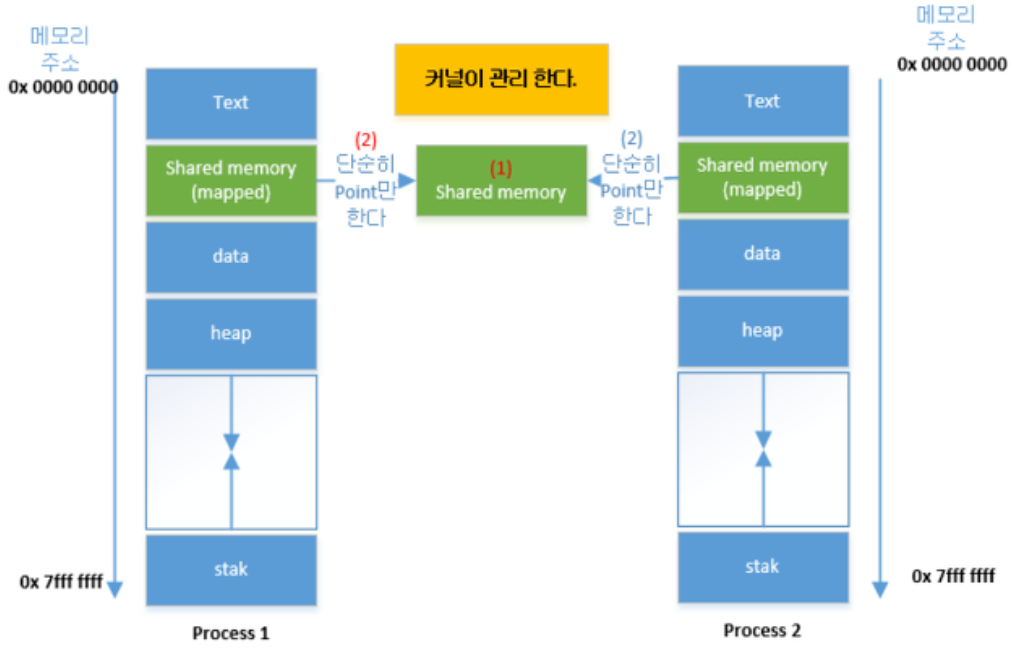 메모리
주소
0x 0000 0000
메모리
주소
0x 0000 0000
커널이 관리 한다.
Text
Shared memory
(mapped)
data
heap
stak
0x 7fff ffff
Process 1
(2)
단순히
Point만
한다
(1)
Shared memory
(2)
단순히
Point만
한다
Text
Shared memory
(mapped)
data
heap
stak
0x 7fff ffff
Process 2